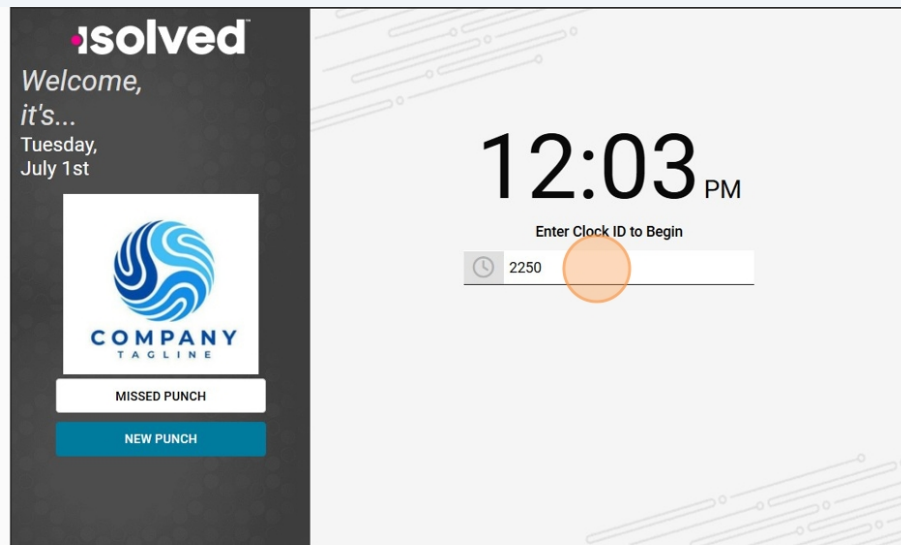 isolved
Welcome,
it's...
Tuesday,
July 1st
COMPANY
TAGLINE
MISSED PUNCH
NEW PUNCH
12:03 PM
Enter Clock ID to Begin
2250